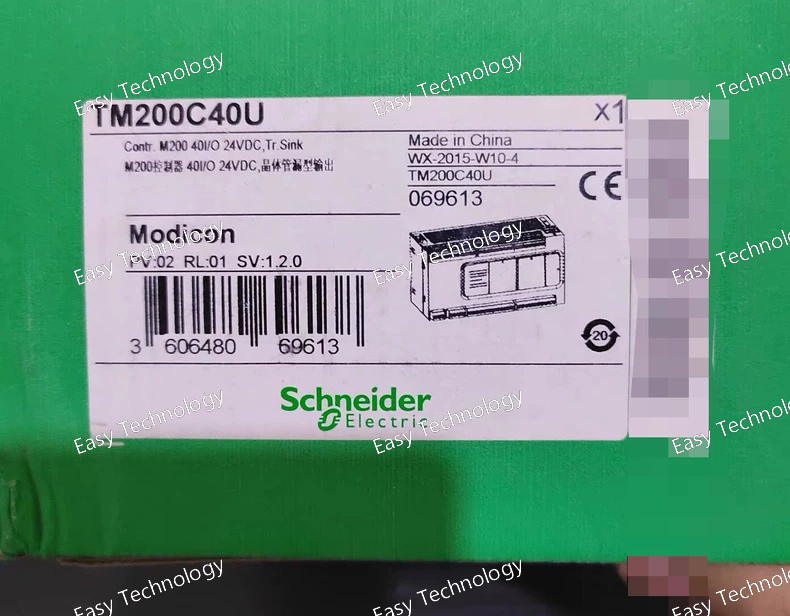 TM200C40U
X1
Contr. M200 40I/O 24VDC,Tr.Sink
M200控制器 40I/O 24VDC,晶体管漏型输出
Made in China
WX-2015-W10-4
TM200C40U
069613
CE
Modicon
PV:02 RL:01 SV:1.2.0
3 606480 69613
20
Schneider
Electric
Easy Technology
Easy Technology
Easy Technology
Easy Technology
Easy Technology
Easy Technology
Easy Technology
Easy Technology
Easy Technology
Easy Technology
Easy Technology
Easy Technology